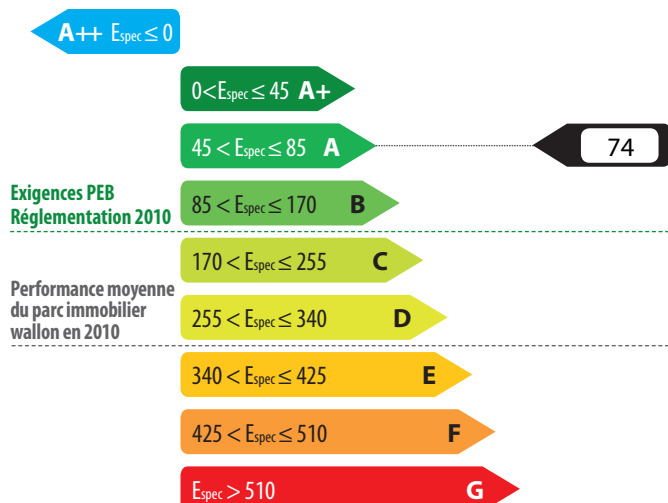 A++ Espec ≤ 0
0<Espec ≤ 45 A+
45 < Espec ≤ 85 A
74
Exigences PEB
Réglementation 2010
85 < Espec ≤ 170 B
170 < Espec ≤ 255 C
Performance moyenne
du parc immobilier
wallon en 2010
255 < Espec ≤ 340 D
340 < Espec ≤ 425 E
425 < Espec ≤ 510 F
Espec > 510 G